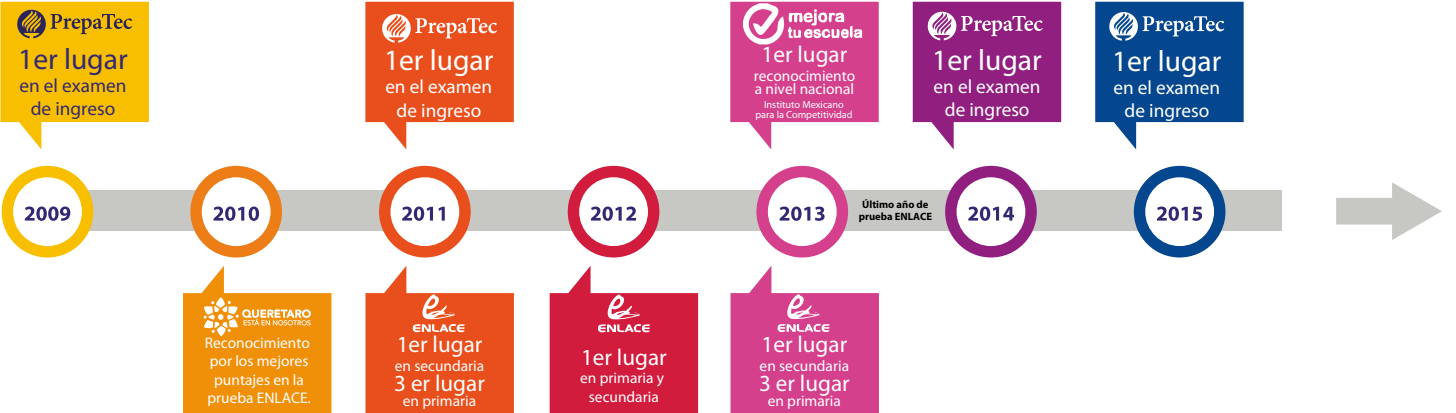 PrepaTec
1er lugar
en el examen
de ingreso
PrepaTec
1er lugar
en el examen
de ingreso
mejora
tu escuela
1er lugar
reconocimiento
a nivel nacional
Instituto Mexicano
para la Competitividad
PrepaTec
1er lugar
en el examen
de ingreso
PrepaTec
1er lugar
en el examen
de ingreso
2009
2010
2011
2012
2013
Último año de
prueba ENLACE
2014
2015
QUERETARO
ESTÁ EN NOSOTROS
Reconocimiento
por los mejores
puntajes en la
prueba ENLACE.
e
ENLACE
1er lugar
en secundaria
3 er lugar
en primaria
e
ENLACE
1er lugar
en primaria y
secundaria
e
ENLACE
1er lugar
en secundaria
3 er lugar
en primaria